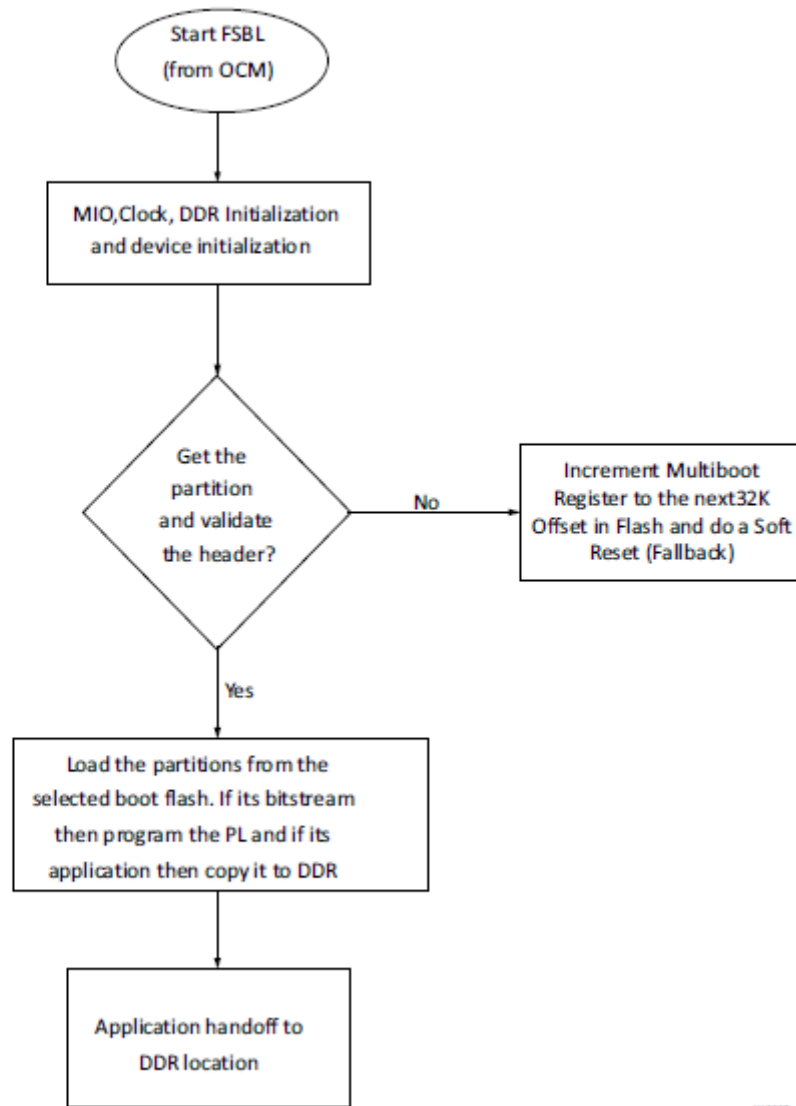 Start FSBL
(from OCM)
MIO,Clock, DDR Initialization
and device initialization
Get the
partition
and validate
the header?
No
Increment Multiboot
Register to the next32K
Offset in Flash and do a Soft
Reset (Fallback)
Yes
Load the partitions from the
selected boot flash. If its bitstream
then program the PL and if its
application then copy it to DDR
Application handoff to
DDR location